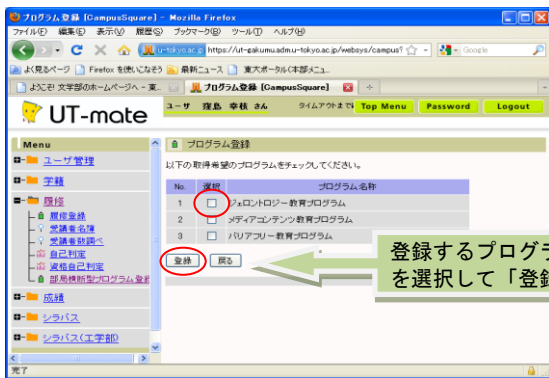 プログラム登録 [CampusSquare] - Mozilla Firefox
ファイル(F) 編集(E) 表示(V) 履歴(S) ブックマーク(B) ツール(T) ヘルプ(H)
u-tokyo.ac.jp https://ut-gakumu.adm.u-tokyo.ac.jp/websys/campus?
Google
よく見るページ Firefox を使いこなそう 最新ニュース 東大ポータル(本部メニュ...
ようこそ! 文学部のホームページへ - 東... プログラム登録 [CampusSquare]
UT-mate
ユーザ 窪島 幸枝 さん タイムアウトまで Top Menu Password Logout
Menu
ユーザ管理
学籍
履修
履修登録
受講者名簿
受講者数調べ
自己判定
資格自己判定
部局横断型プログラム登録
成績
シラバス
シラバス(工学部)
プログラム登録
以下の取得希望のプログラムをチェックしてください。
No. 選択 プログラム名称
1 ジェロントロジー教育プログラム
2 メディアコンテンツ教育プログラム
3 バリアフリー教育プログラム
登録 戻る
登録するプログラ
を選択して「登録
完了